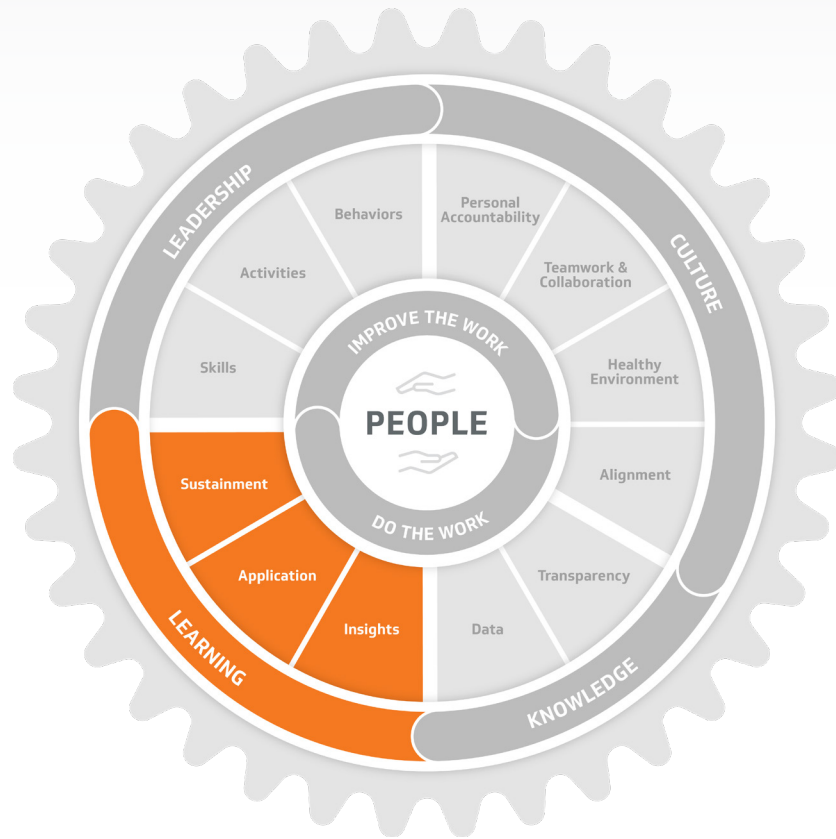 LEADERSHIP
CULTURE
Behaviors
Personal
Accountability
Activities
Teamwork &
Collaboration
Skills
Healthy
Environment
IMPROVE THE WORK
PEOPLE
DO THE WORK
Sustainment
Alignment
Application
Transparency
Insights
Data
LEARNING
KNOWLEDGE